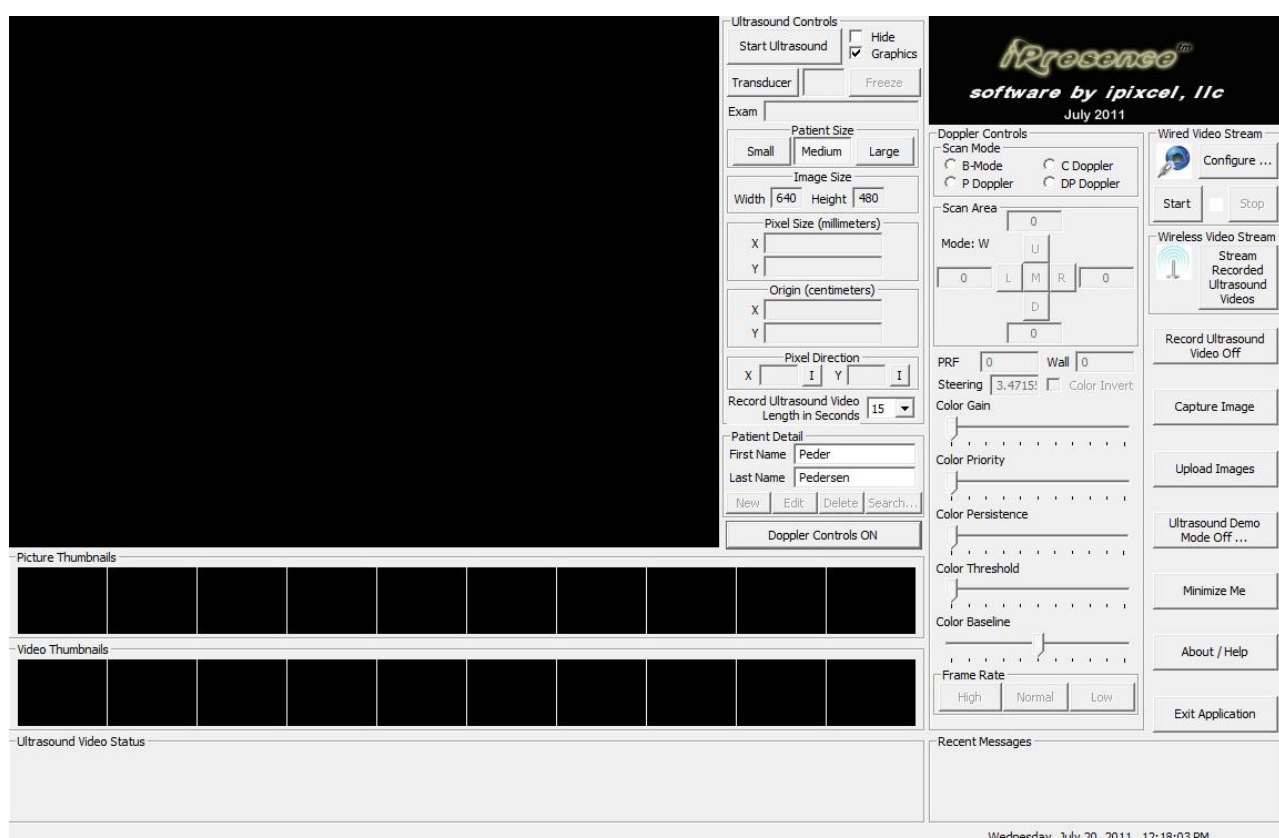 Ultrasound Controls
Start Ultrasound
Hide
Graphics
Transducer
Freeze
Exam
Patient Size
Small Medium Large
Image Size
Width 640 Height 480
Pixel Size (millimeters)
X
Y
Origin (centimeters)
X
Y
Pixel Direction
X I Y I
Record Ultrasound Video
Length in Seconds
15
Patient Detail
First Name Peder
Last Name Pedersen
New Edit Delete Search...
Doppler Controls ON
iPresence tm
software by ipixcel, llc
July 2011
Doppler Controls
Scan Mode
B-Mode C Doppler
P Doppler DP Doppler
Scan Area
0
Mode: W
U
0 L M R 0
D
0
PRF 0 Wall 0
Steering 3.4715! Color Invert
Color Gain
Color Priority
Color Persistence
Color Threshold
Color Baseline
Frame Rate
High Normal Low
Wired Video Stream
Configure ...
Start Stop
Wireless Video Stream
Stream
Recorded
Ultrasound
Videos
Record Ultrasound
Video Off
Capture Image
Upload Images
Ultrasound Demo
Mode Off ...
Minimize Me
About / Help
Exit Application
Picture Thumbnails
Video Thumbnails
Ultrasound Video Status
Recent Messages
Wednesday, July 20, 2011 12:18:03 PM